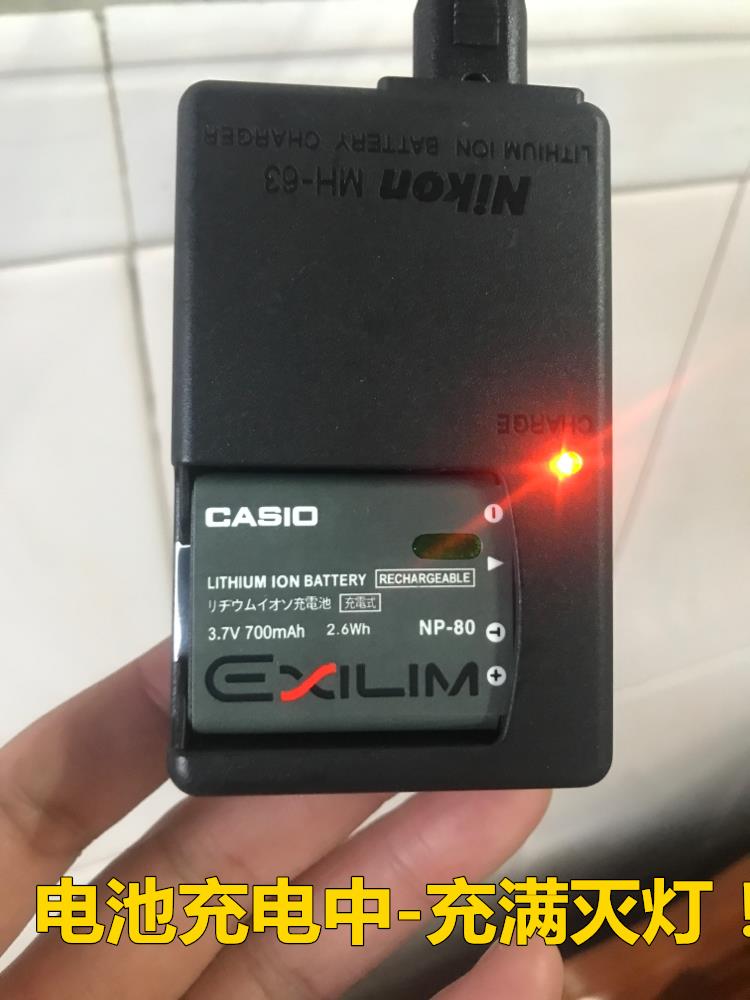 LITHIUM ION BATTERY CHARGER
Nikon MH-63
CHARGE
CASIO
LITHIUM ION BATTERY RECHARGEABLE
リチウムイオン充電池 充電式
3.7V 700mAh 2.6Wh NP-80
T
+
EXILIM
电池充电中-充满灭灯！